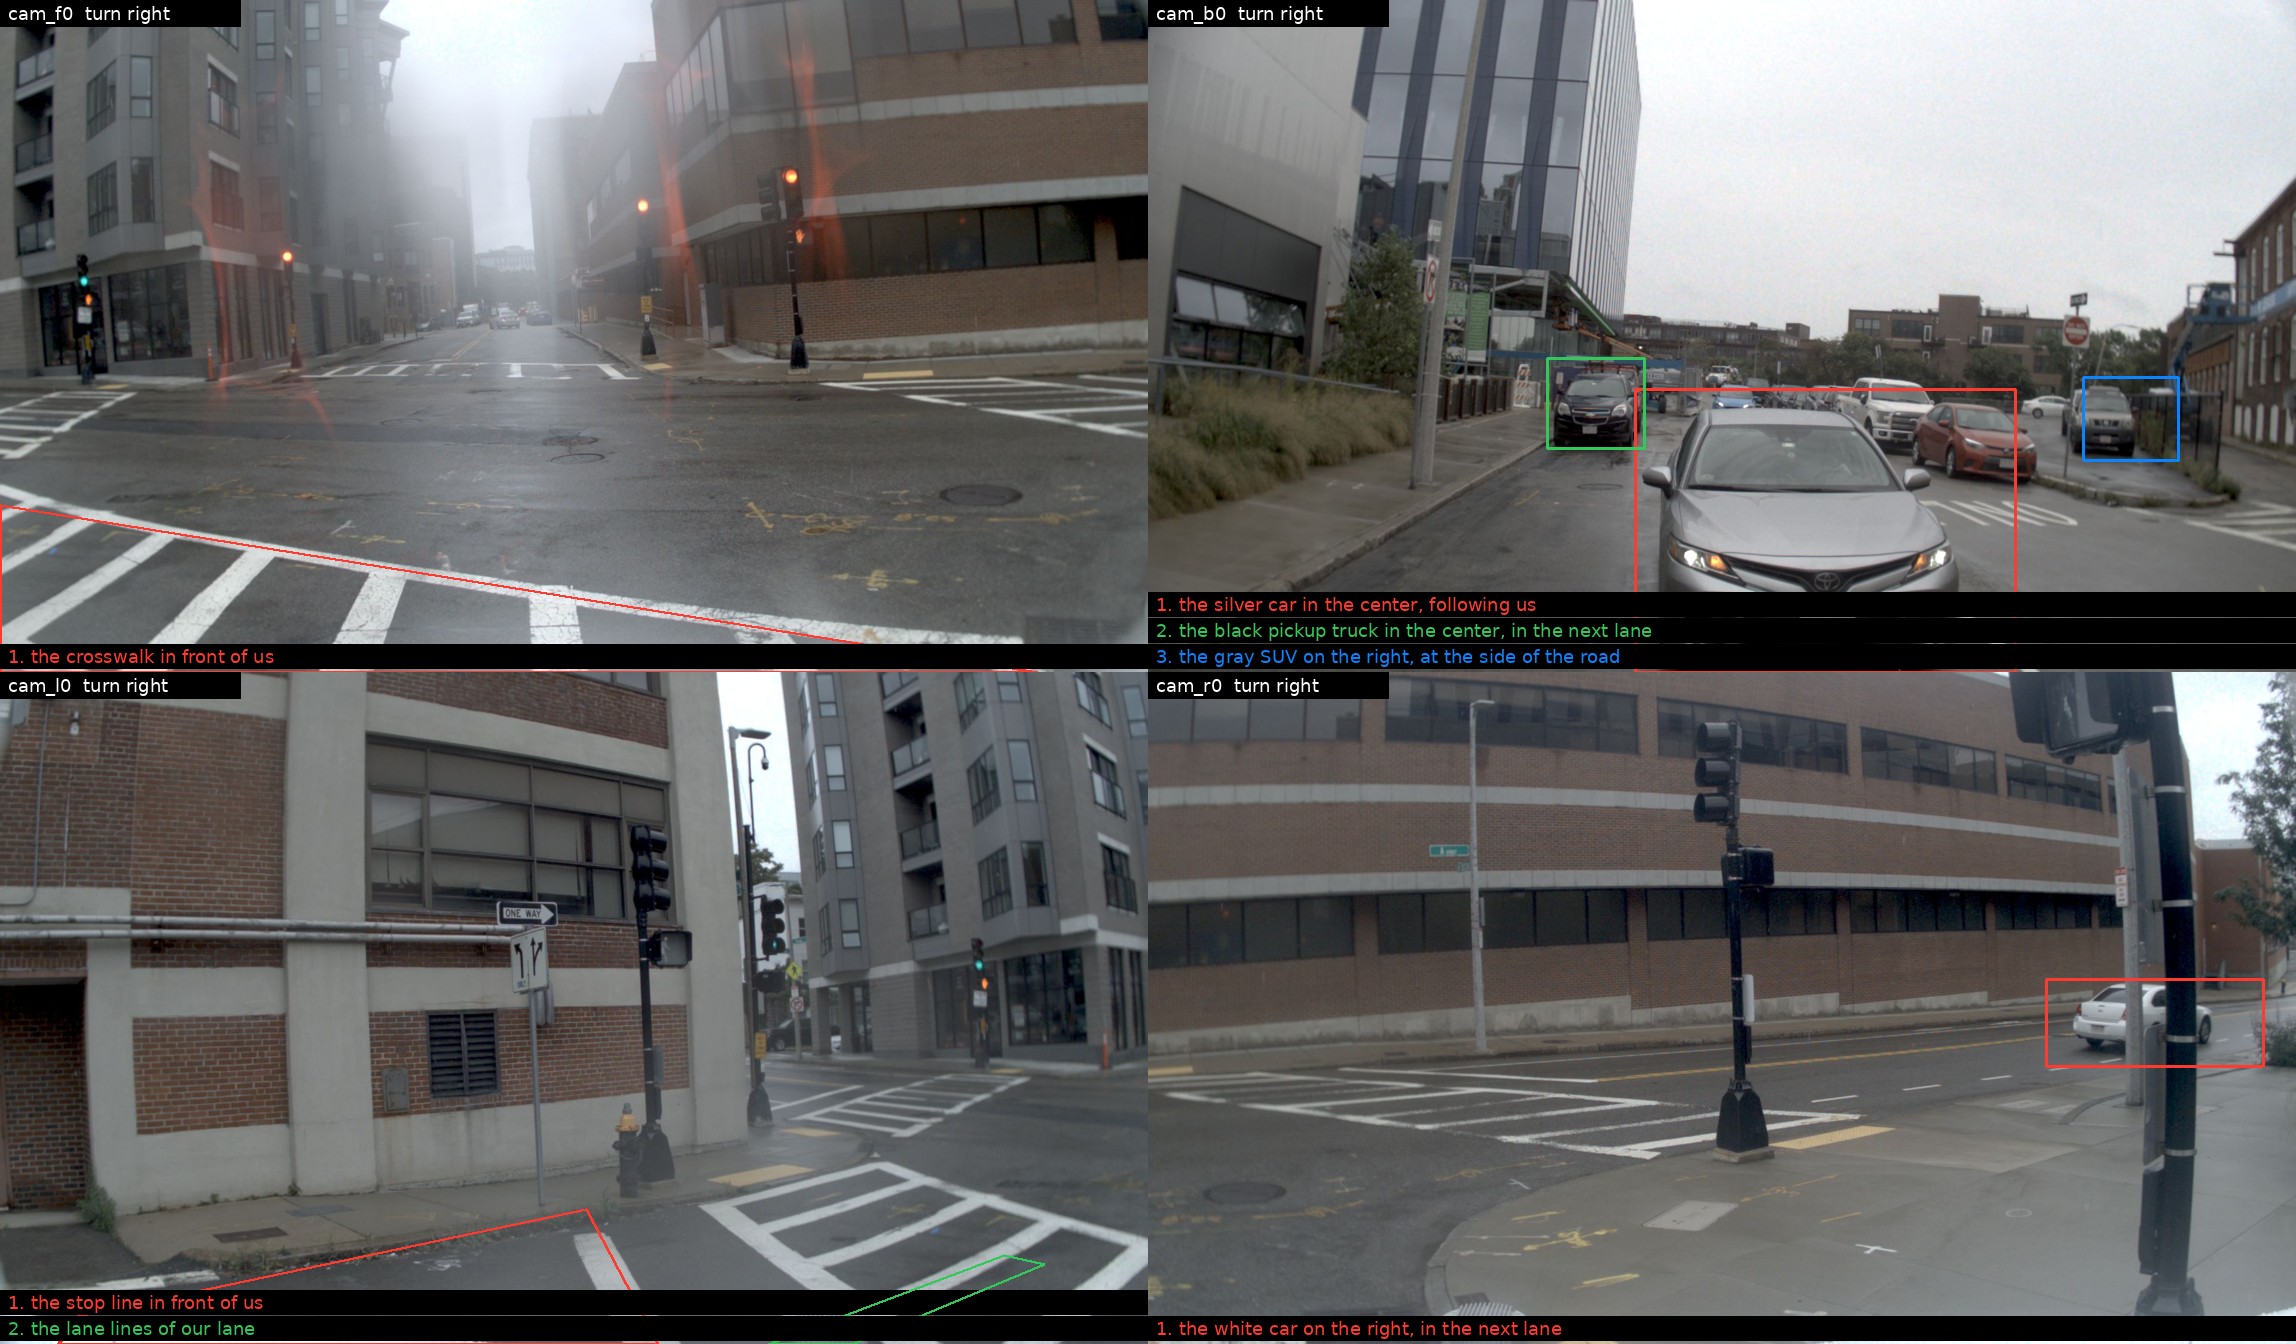 cam_f0 turn right
1. the crosswalk in front of us
cam_b0 turn right
1. the silver car in the center, following us
2. the black pickup truck in the center, in the next lane
3. the gray SUV on the right, at the side of the road
cam_l0 turn right
ONE WAY
ONLY
1. the stop line in front of us
2. the lane lines of our lane
cam_r0 turn right
1. the white car on the right, in the next lane